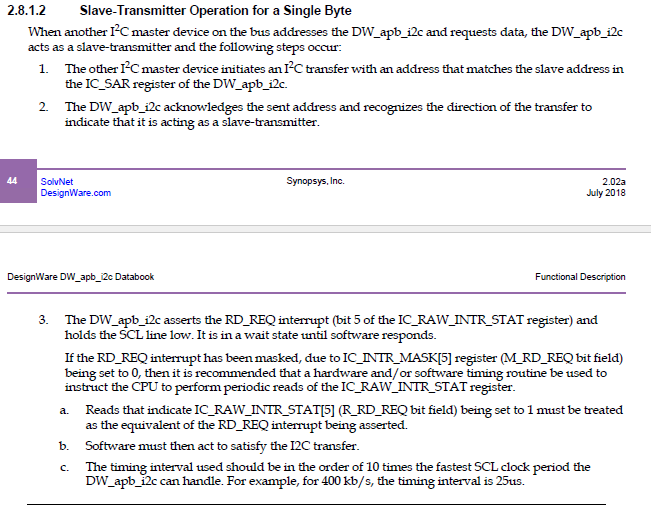 2.8.1.2 Slave-Transmitter Operation for a Single Byte
When another I²C master device on the bus addresses the DW_apb_i2c and requests data, the DW_apb_i2c
acts as a slave-transmitter and the following steps occur:
1. The other I²C master device initiates an I²C transfer with an address that matches the slave address in
the IC_SAR register of the DW_apb_i2c.
2. The DW_apb_i2c acknowledges the sent address and recognizes the direction of the transfer to
indicate that it is acting as a slave-transmitter.
44 SolvNet Synopsys, Inc. 2.02a
DesignWare.com July 2018
DesignWare DW_apb_i2c Databook Functional Description
3. The DW_apb_i2c asserts the RD_REQ interrupt (bit 5 of the IC_RAW_INTR_STAT register) and
holds the SCL line low. It is in a wait state until software responds.
If the RD_REQ interrupt has been masked, due to IC_INTR_MASK[5] register (M_RD_REQ bit field)
being set to 0, then it is recommended that a hardware and/or software timing routine be used to
instruct the CPU to perform periodic reads of the IC_RAW_INTR_STAT register.
a. Reads that indicate IC_RAW_INTR_STAT[5] (R_RD_REQ bit field) being set to 1 must be treated
as the equivalent of the RD_REQ interrupt being asserted.
b. Software must then act to satisfy the I2C transfer.
c. The timing interval used should be in the order of 10 times the fastest SCL clock period the
DW_apb_i2c can handle. For example, for 400 kb/s, the timing interval is 25us.